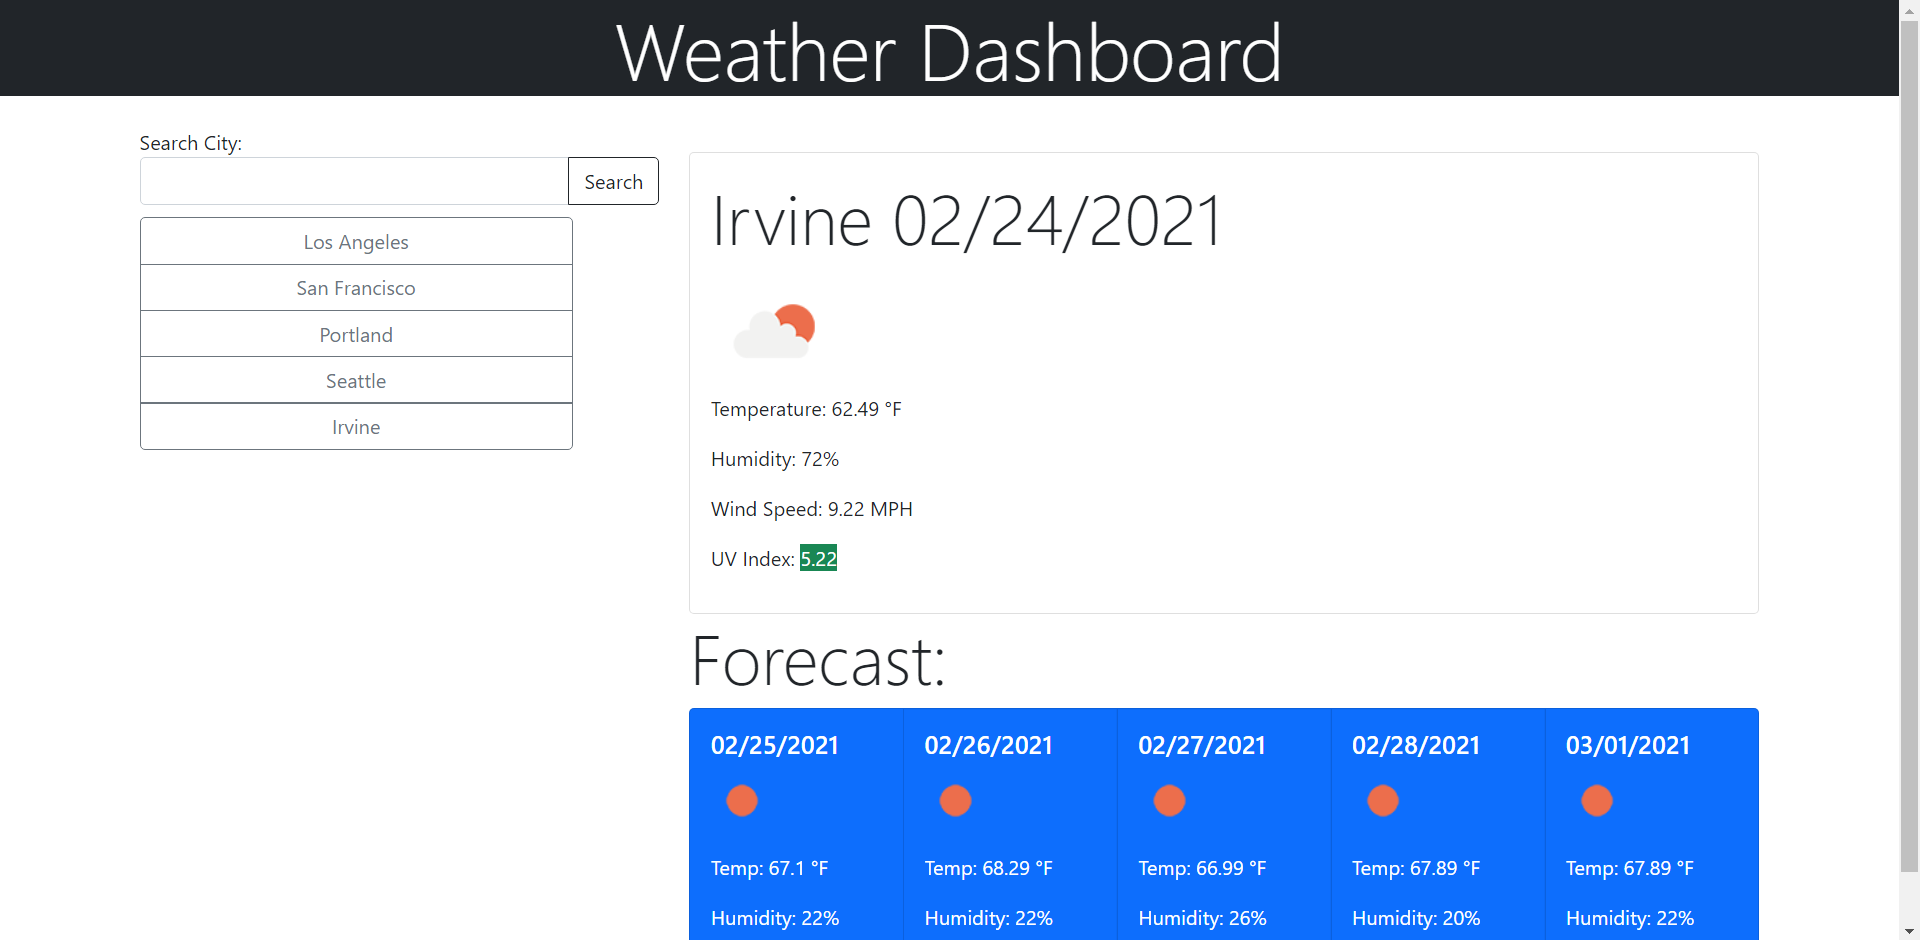 Weather Dashboard
Search City:
Search
Los Angeles
San Francisco
Portland
Seattle
Irvine
Irvine 02/24/2021
Temperature: 62.49 °F
Humidity: 72%
Wind Speed: 9.22 MPH
UV Index: 5.22
Forecast:
02/25/2021
Temp: 67.1 °F
Humidity: 22%
02/26/2021
Temp: 68.29 °F
Humidity: 22%
02/27/2021
Temp: 66.99 °F
Humidity: 26%
02/28/2021
Temp: 67.89 °F
Humidity: 20%
03/01/2021
Temp: 67.89 °F
Humidity: 22%